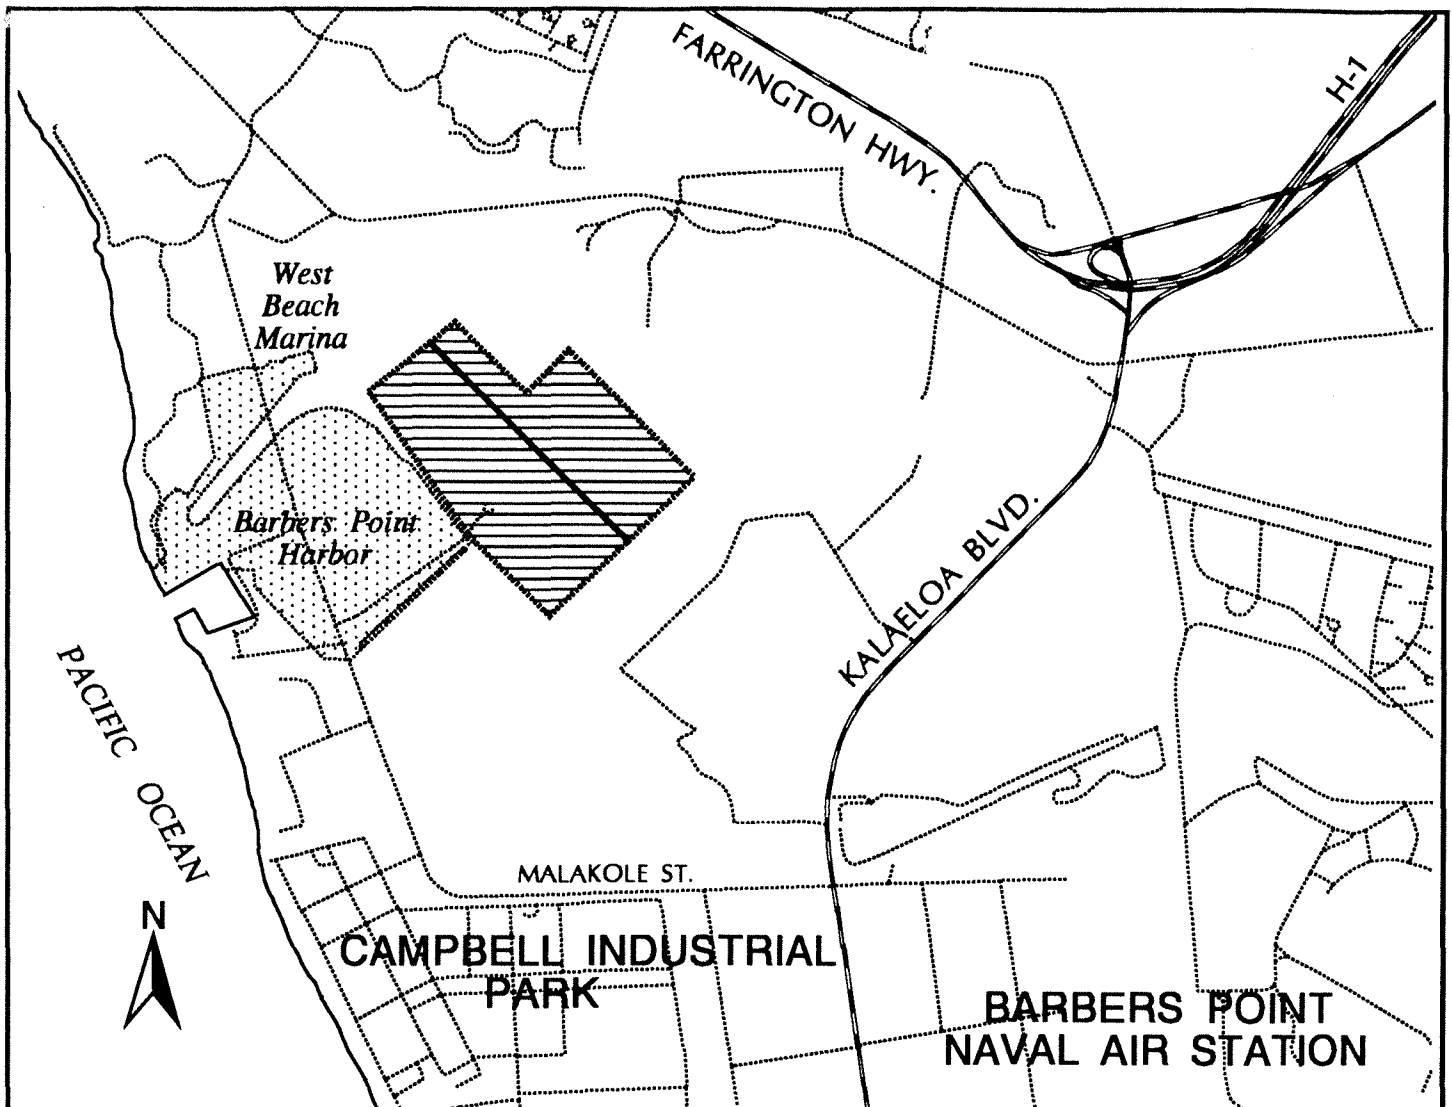 FARRINGTON HWY.
H-1
West
Beach
Marina
Barbers Point
Harbor
KALAELOA BLVD.
PACIFIC OCEAN
MALAKOLE ST.
N
CAMPBELL INDUSTRIAL
PARK
BARBERS POINT
NAVAL AIR STATION